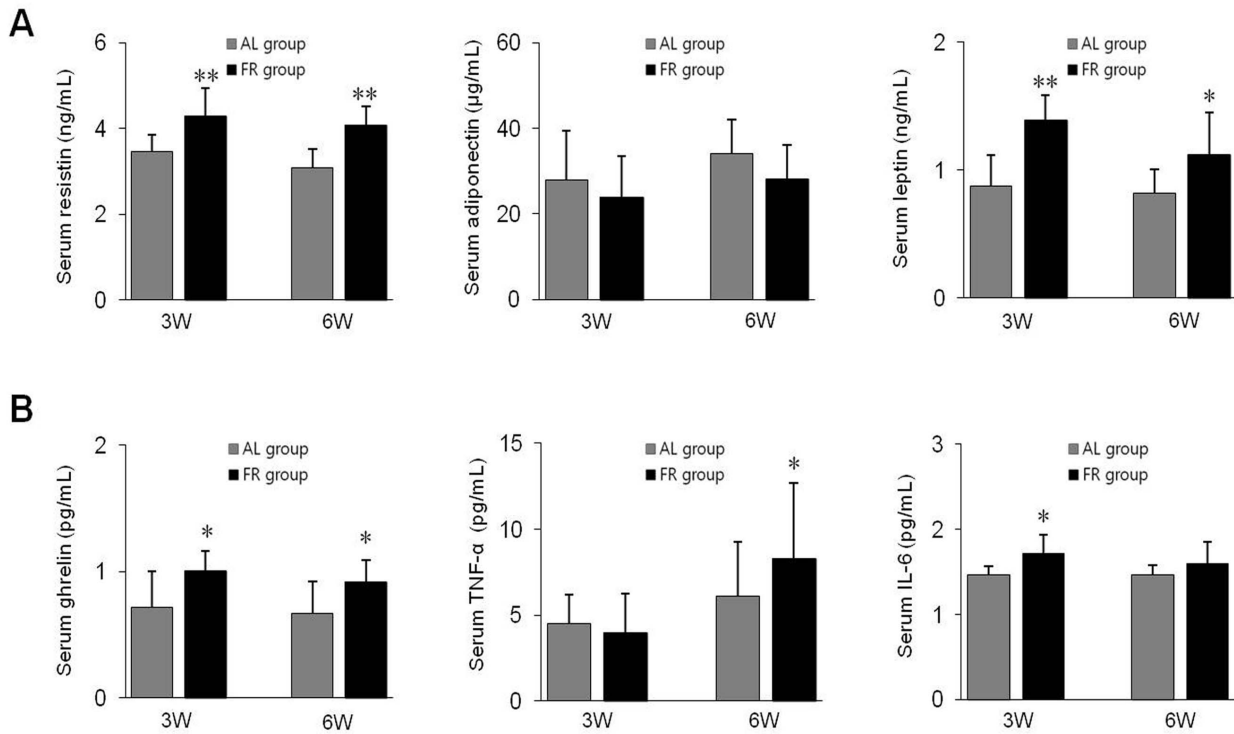 A
Serum resistin (ng/mL)
6
4
2
0
AL group
FR group
**
**
3W
6W
Serum adiponectin (μg/mL)
60
40
20
0
AL group
FR group
3W
6W
Serum leptin (ng/mL)
2
1
0
AL group
FR group
**
*
3W
6W
B
Serum ghrelin (pg/mL)
2
1
0
AL group
FR group
*
*
3W
6W
Serum TNF-α (pg/mL)
15
10
5
0
AL group
FR group
*
3W
6W
Serum IL-6 (pg/mL)
3
2
1
0
AL group
FR group
*
3W
6W